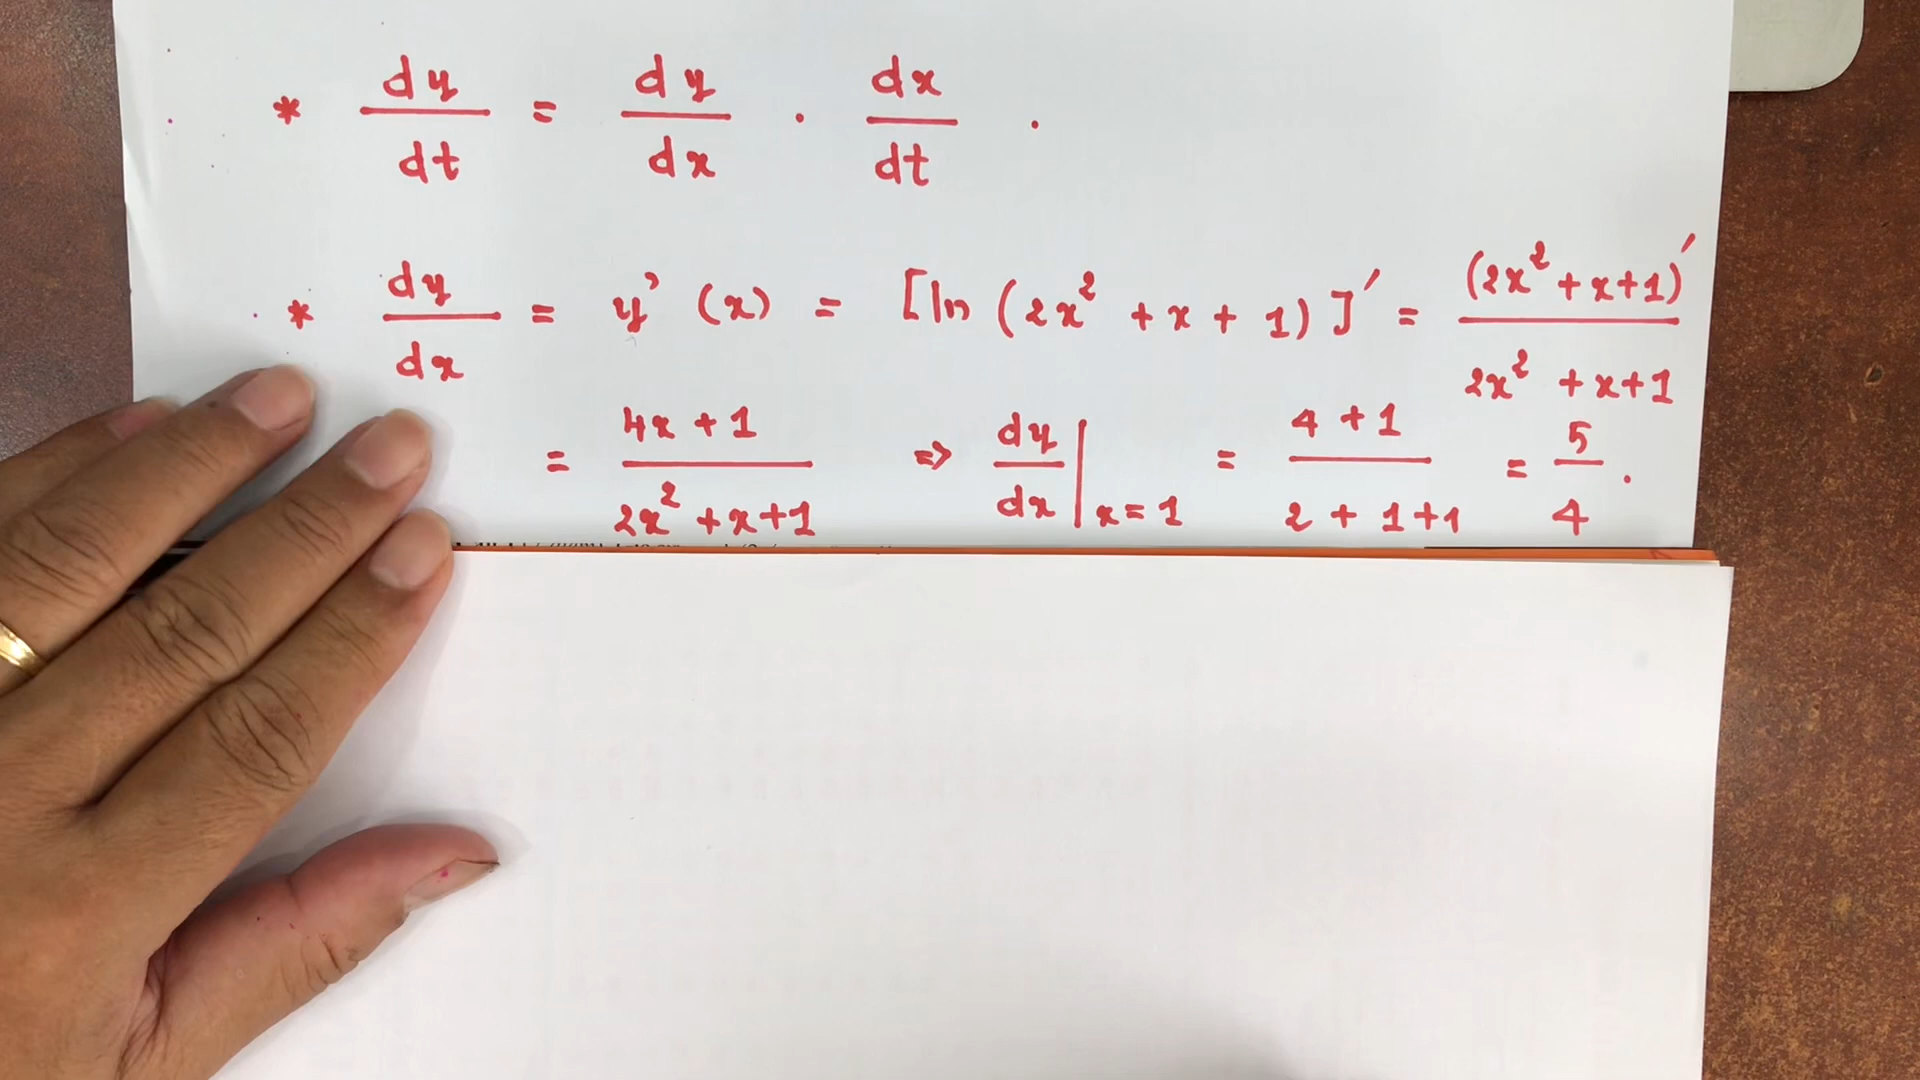 * dy/dt = dy/dx . dx/dt .
* dy/dx = y' (x) = [ln (2x² + x + 1)]' = (2x² + x+1)' / 2x² + x+1
= 4x + 1 / 2x² + x+1 => dy/dx | x=1 = 4 + 1 / 2 + 1+1 = 5/4 .